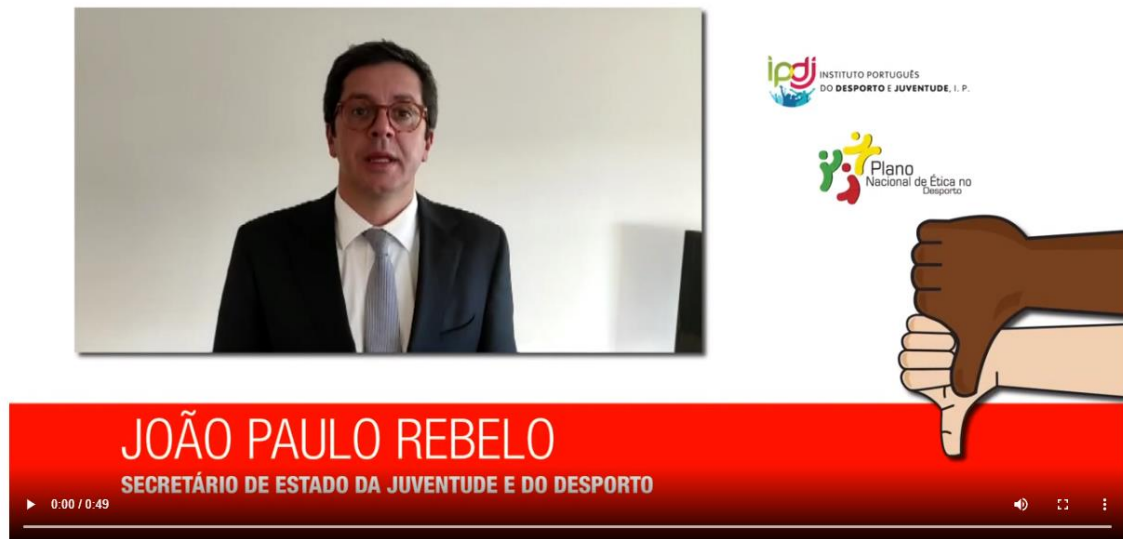 ipdj
INSTITUTO PORTUGUÊS
DO DESPORTO E JUVENTUDE, I. P.
Plano
Nacional de Ética no
Desporto
JOÃO PAULO REBELO
SECRETÁRIO DE ESTADO DA JUVENTUDE E DO DESPORTO
0:00 / 0:49